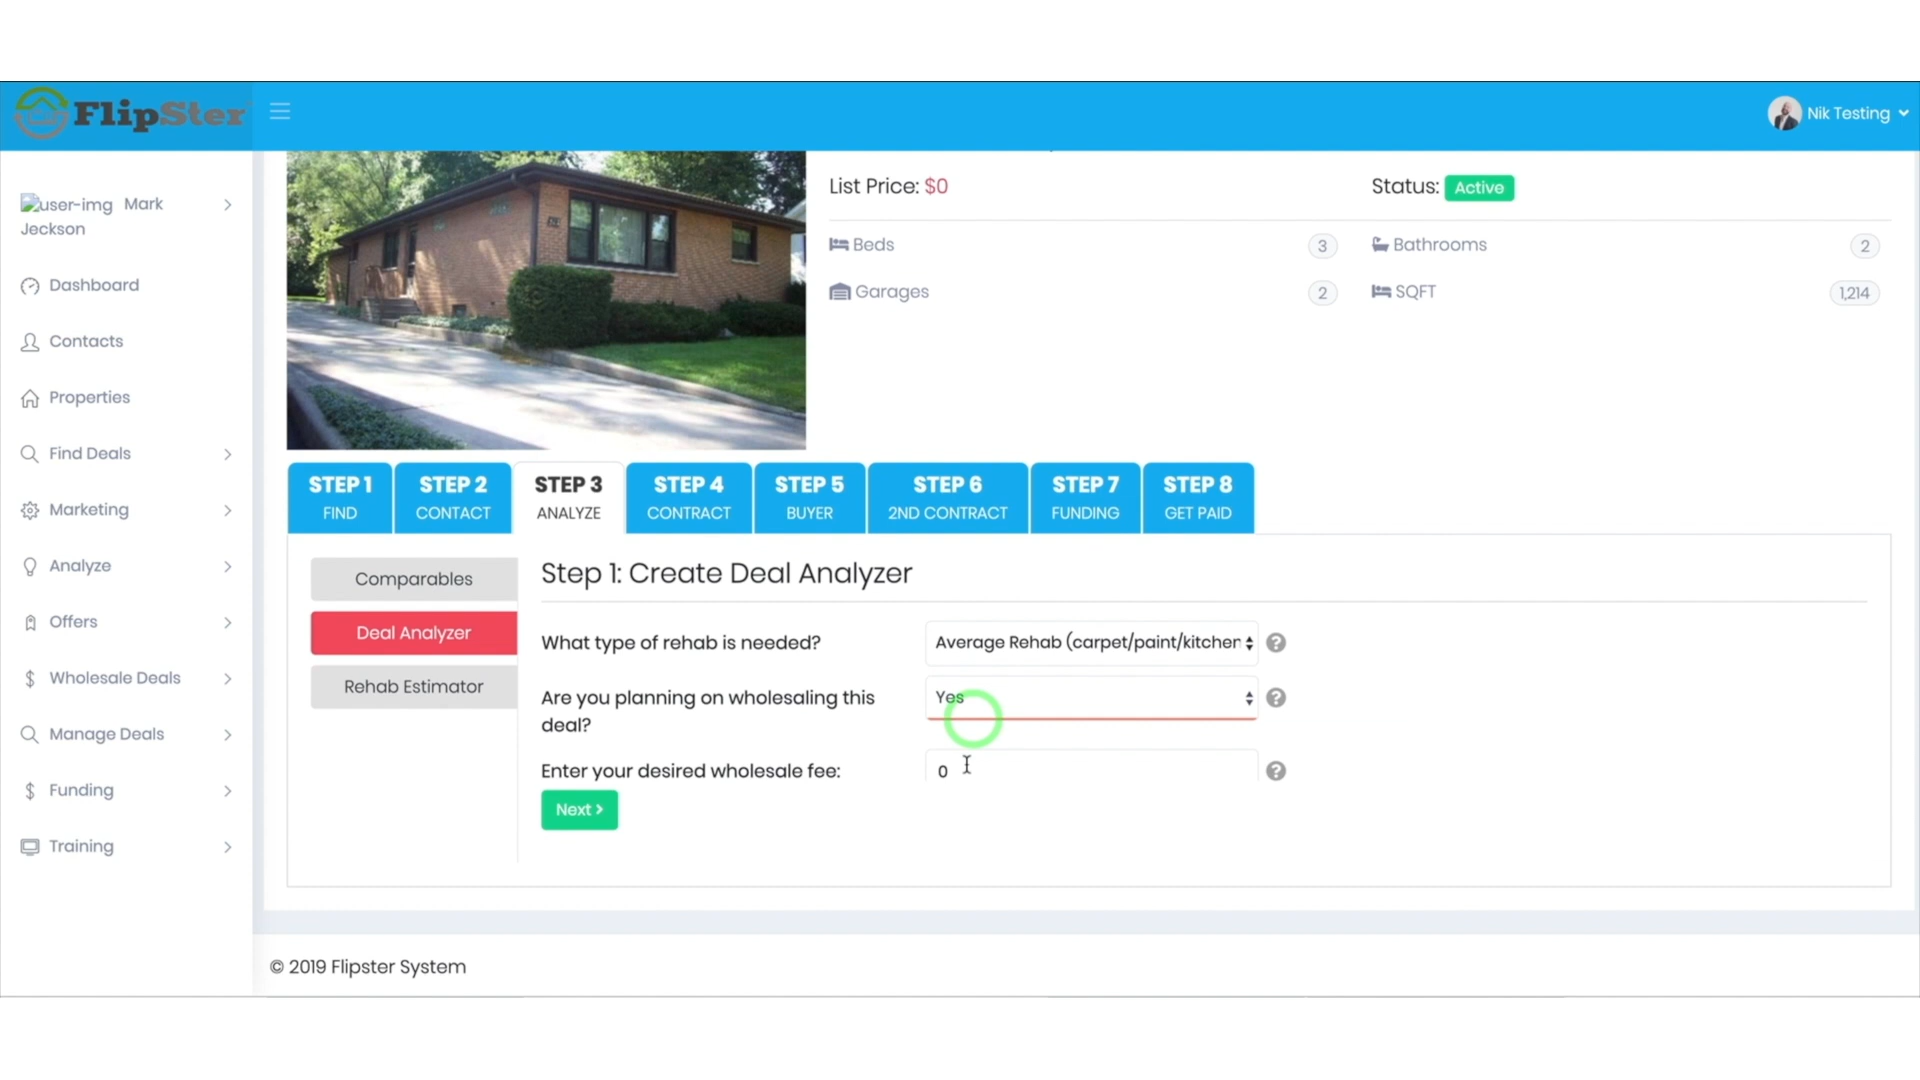 FlipSter
Nik Testing
user-img Mark
Jeckson
Dashboard
Contacts
Properties
Find Deals
Marketing
Analyze
Offers
Wholesale Deals
Manage Deals
Funding
Training
List Price: $0
Status: Active
Beds 3
Bathrooms 2
Garages 2
SQFT 1,214
STEP 1
FIND
STEP 2
CONTACT
STEP 3
ANALYZE
STEP 4
CONTRACT
STEP 5
BUYER
STEP 6
2ND CONTRACT
STEP 7
FUNDING
STEP 8
GET PAID
Comparables
Deal Analyzer
Rehab Estimator
Step 1: Create Deal Analyzer
What type of rehab is needed? Average Rehab (carpet/paint/kitchen ?
Are you planning on wholesaling this
deal?
Yes ?
Enter your desired wholesale fee: 0 ?
Next >
© 2019 Flipster System